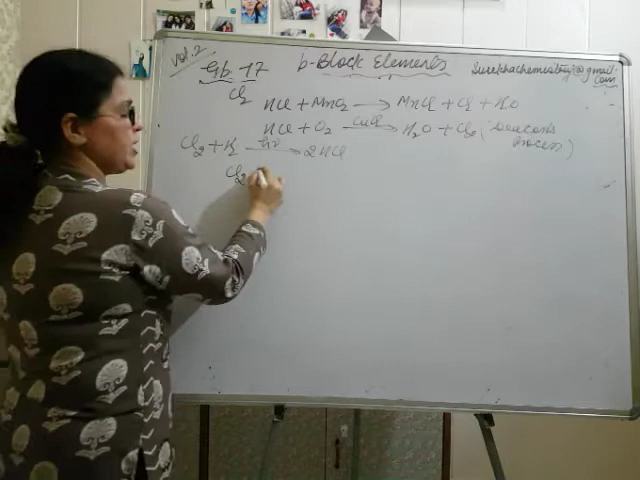 Vol.2
Gp. 17 p-Block Elements Surekhachemistry@gmail.com
Cl2
HCl + MnO2 → MnCl2 + Cl2 + H2O
HCl + O2 CuCl2→ H2O + Cl2 (Deacon's Process)
Cl2 + H2 → 2HCl
Cl2